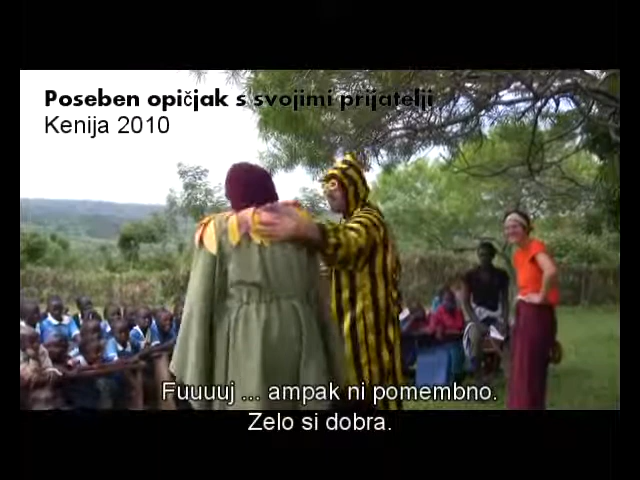 Poseben opičjak s svojimi prijatelji
Kenija 2010
Fuuuuj ... ampak ni pomembno.
Zelo si dobra.